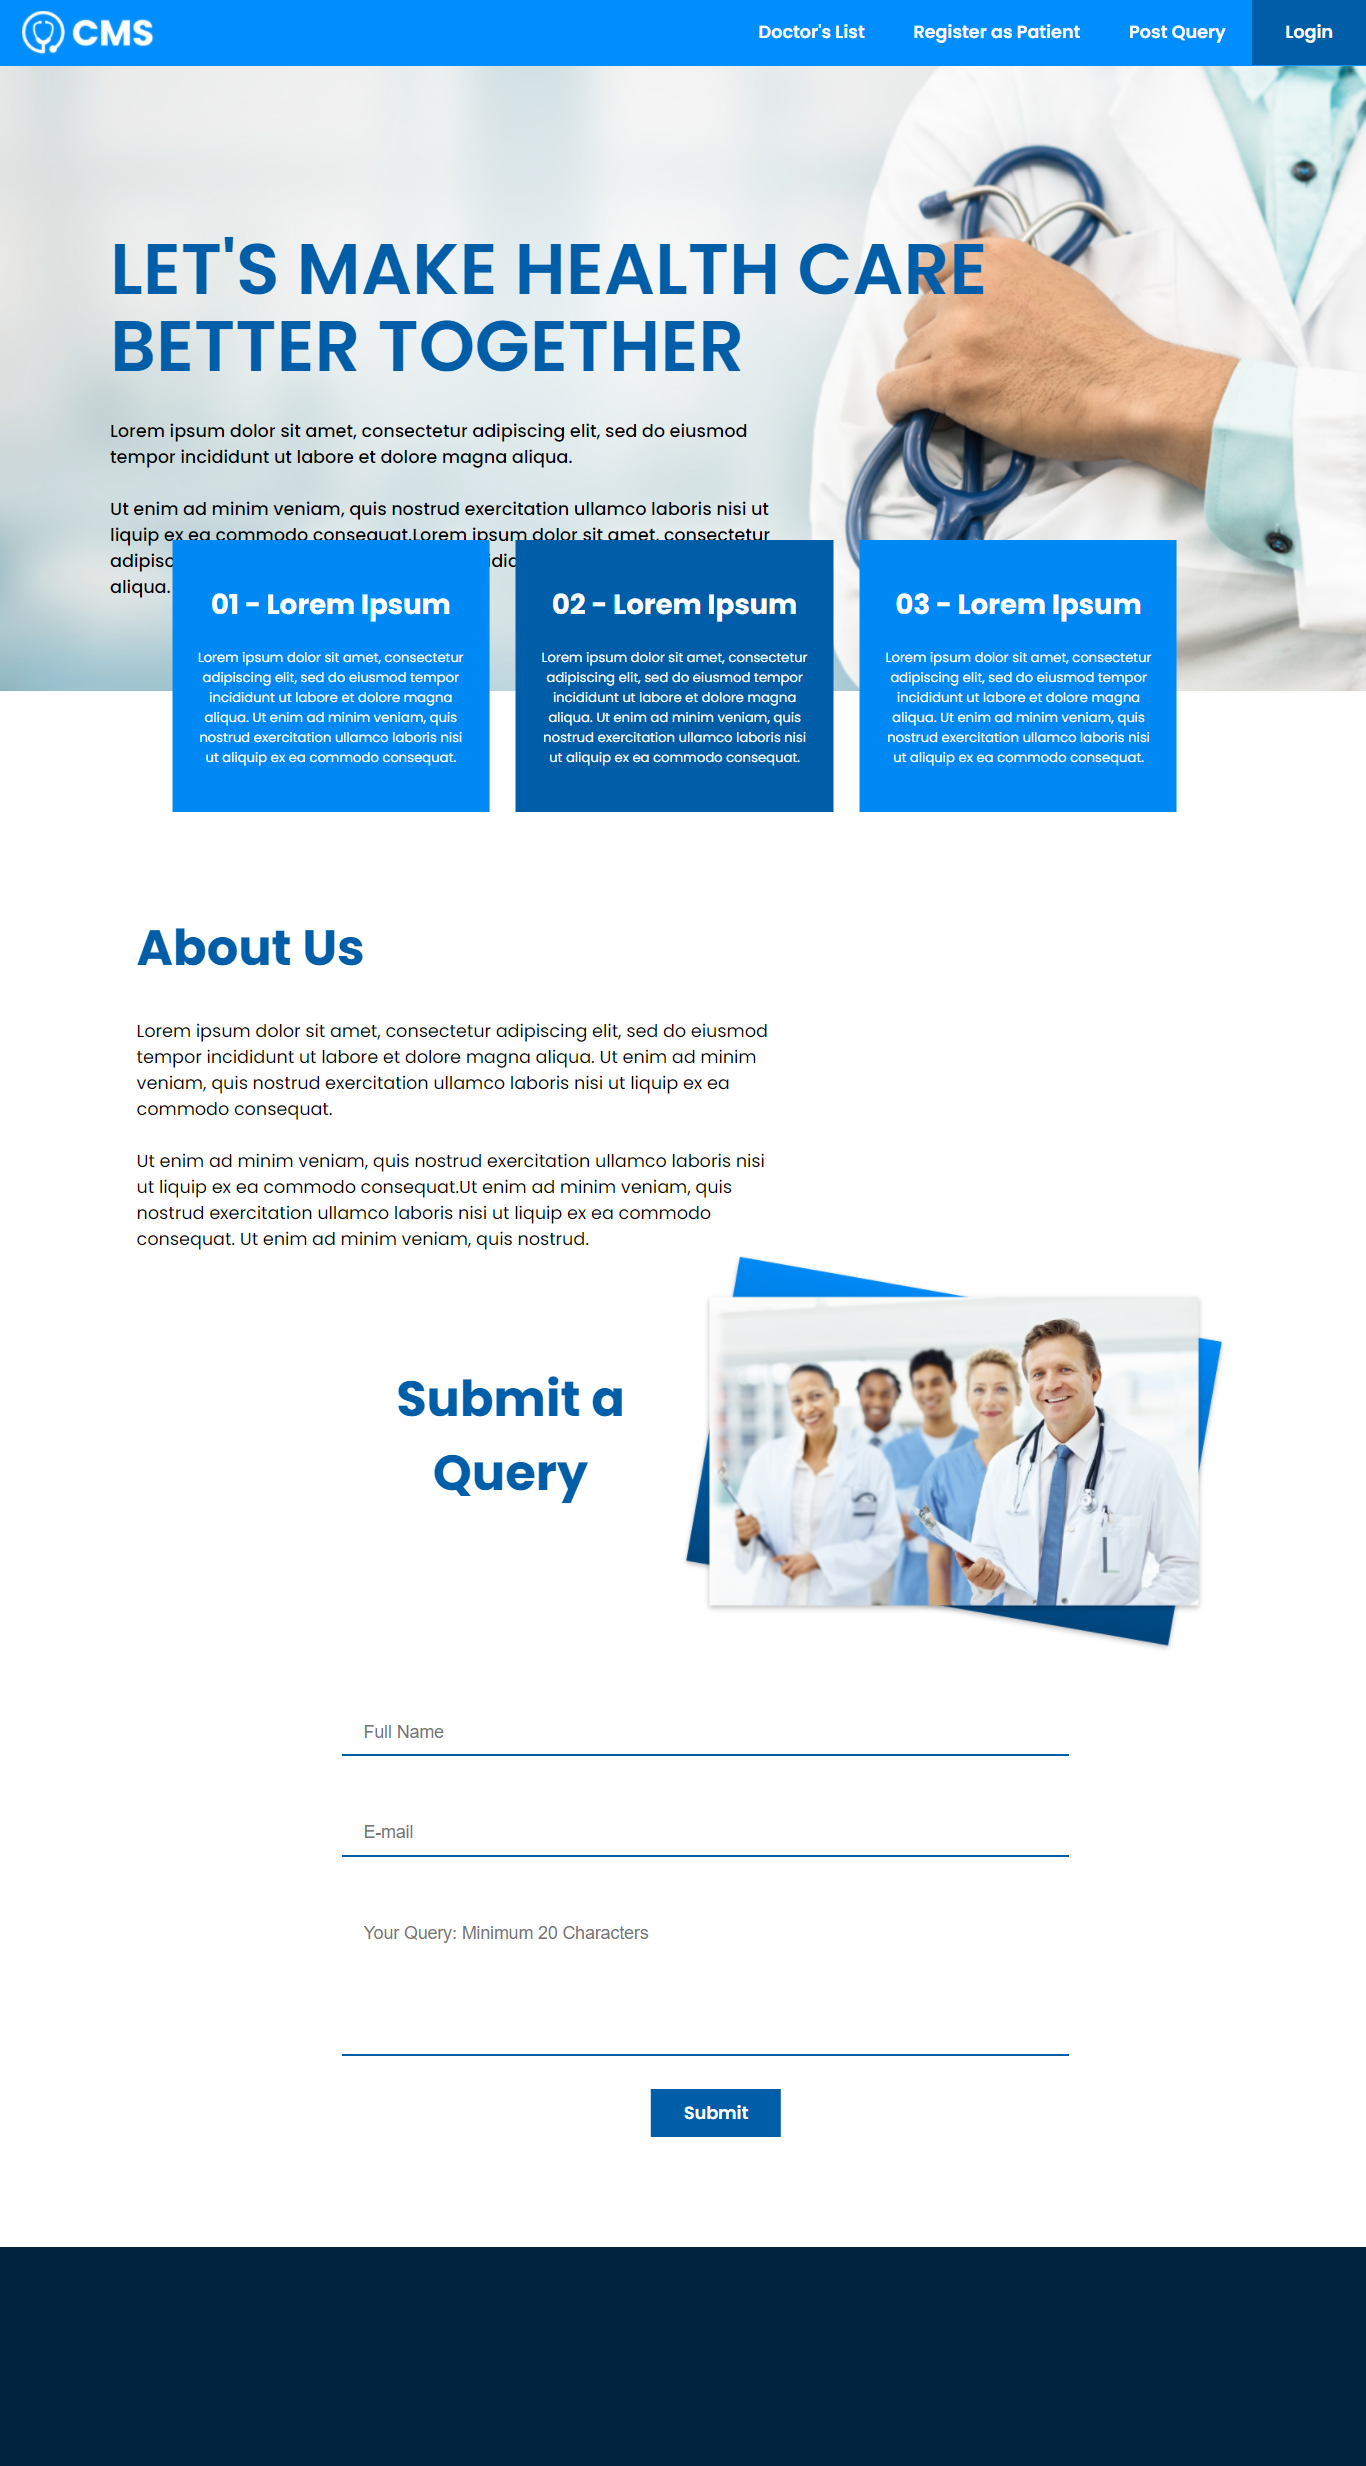 CMS
Doctor's List
Register as Patient
Post Query
Login
LET'S MAKE HEALTH CARE
BETTER TOGETHER
Lorem ipsum dolor sit amet, consectetur adipiscing elit, sed do eiusmod
tempor incididunt ut labore et dolore magna aliqua.
Ut enim ad minim veniam, quis nostrud exercitation ullamco laboris nisi ut
liquip ex ea commodo consequat.Lorem ipsum dolor sit amet, consectetur
aliqua.
01 - Lorem Ipsum
Lorem ipsum dolor sit amet, consectetur
adipiscing elit, sed do eiusmod tempor
incididunt ut labore et dolore magna
aliqua. Ut enim ad minim veniam, quis
nostrud exercitation ullamco laboris nisi
ut aliquip ex ea commodo consequat.
02 - Lorem Ipsum
Lorem ipsum dolor sit amet, consectetur
adipiscing elit, sed do eiusmod tempor
incididunt ut labore et dolore magna
aliqua. Ut enim ad minim veniam, quis
nostrud exercitation ullamco laboris nisi
ut aliquip ex ea commodo consequat.
03 - Lorem Ipsum
Lorem ipsum dolor sit amet, consectetur
adipiscing elit, sed do eiusmod tempor
incididunt ut labore et dolore magna
aliqua. Ut enim ad minim veniam, quis
nostrud exercitation ullamco laboris nisi
ut aliquip ex ea commodo consequat.
About Us
Lorem ipsum dolor sit amet, consectetur adipiscing elit, sed do eiusmod
tempor incididunt ut labore et dolore magna aliqua. Ut enim ad minim
veniam, quis nostrud exercitation ullamco laboris nisi ut liquip ex ea
commodo consequat.
Ut enim ad minim veniam, quis nostrud exercitation ullamco laboris nisi
ut liquip ex ea commodo consequat.Ut enim ad minim veniam, quis
nostrud exercitation ullamco laboris nisi ut liquip ex ea commodo
consequat. Ut enim ad minim veniam, quis nostrud.
Submit a
Query
Full Name
E-mail
Your Query: Minimum 20 Characters
Submit